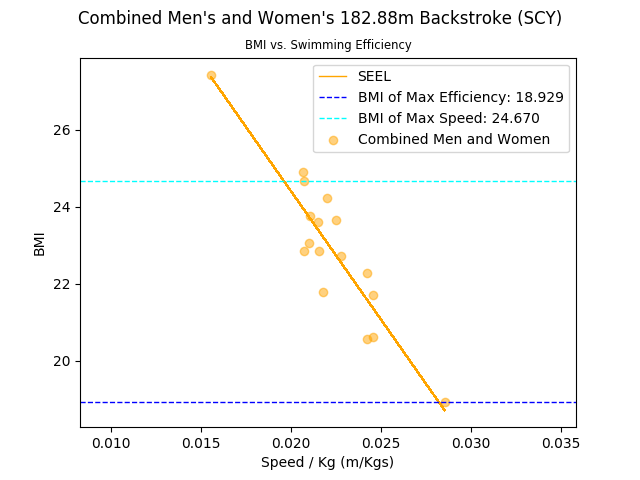 Combined Men's and Women's 182.88m Backstroke (SCY)
BMI vs. Swimming Efficiency
SEEL
BMI of Max Efficiency: 18.929
BMI of Max Speed: 24.670
Combined Men and Women
BMI
26
24
22
20
0.010 0.015 0.020 0.025 0.030 0.035
Speed / Kg (m/Kgs)